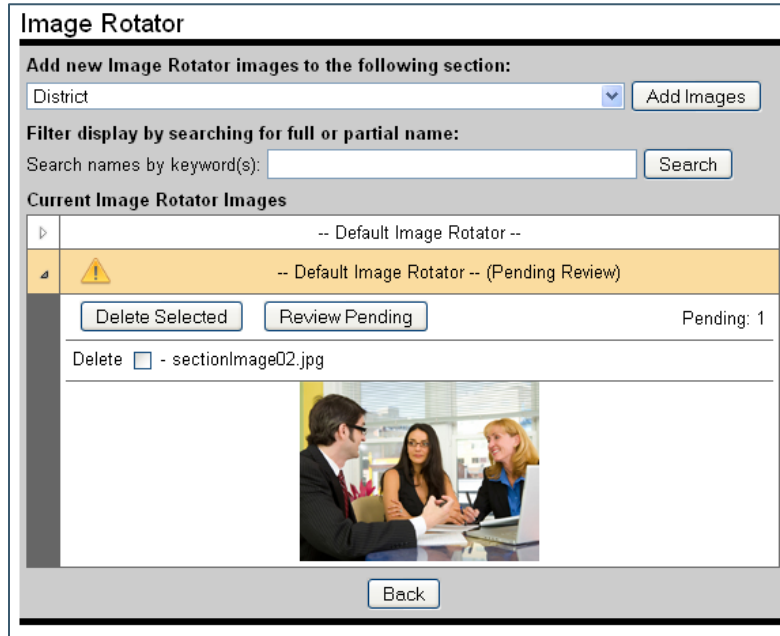 Image Rotator
Add new Image Rotator images to the following section:
District
Add Images
Filter display by searching for full or partial name:
Search names by keyword(s):
Search
Current Image Rotator Images
-- Default Image Rotator --
-- Default Image Rotator -- (Pending Review)
Delete Selected Review Pending Pending: 1
Delete - sectionImage02.jpg
Back